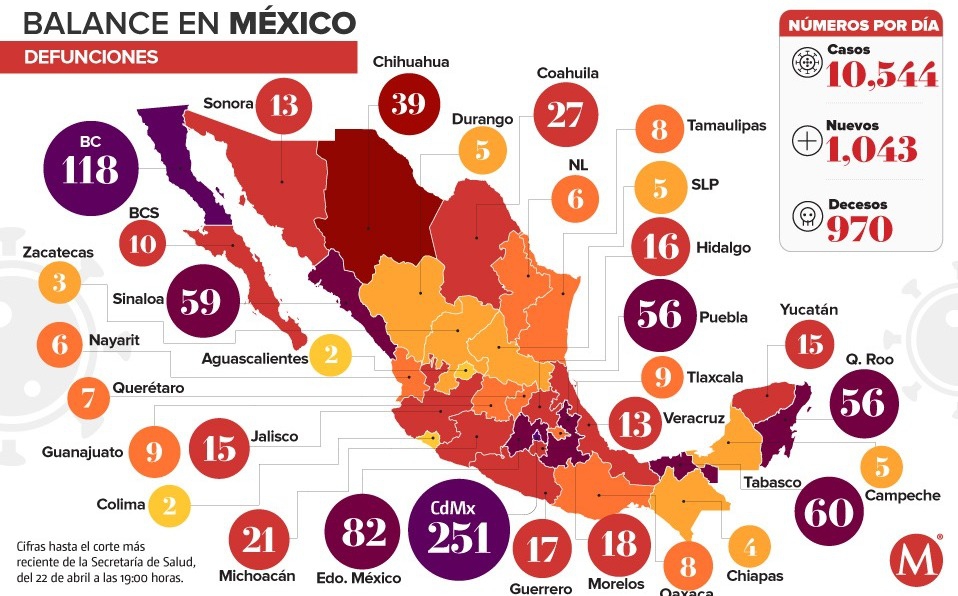 BALANCE EN MÉXICO
DEFUNCIONES
NÚMEROS POR DÍA
Casos
10,544
Nuevos
1,043
Decesos
970
Chihuahua
39
Coahuila
27
Sonora
13
Durango
5
Tamaulipas
8
BC
118
NL
6
SLP
5
BCS
10
Hidalgo
16
Zacatecas
3
Sinaloa
59
Puebla
56
Yucatán
15
Nayarit
6
Aguascalientes
2
Q. Roo
56
Tlaxcala
9
Querétaro
7
Veracruz
13
Jalisco
15
Guanajuato
9
Campeche
5
Tabasco
60
Colima
2
CdMx
251
Edo. México
82
Michoacán
21
Guerrero
17
Morelos
18
Oaxaca
8
Chiapas
4
Cifras hasta el corte más
reciente de la Secretaría de Salud,
del 22 de abril a las 19:00 horas.
M®